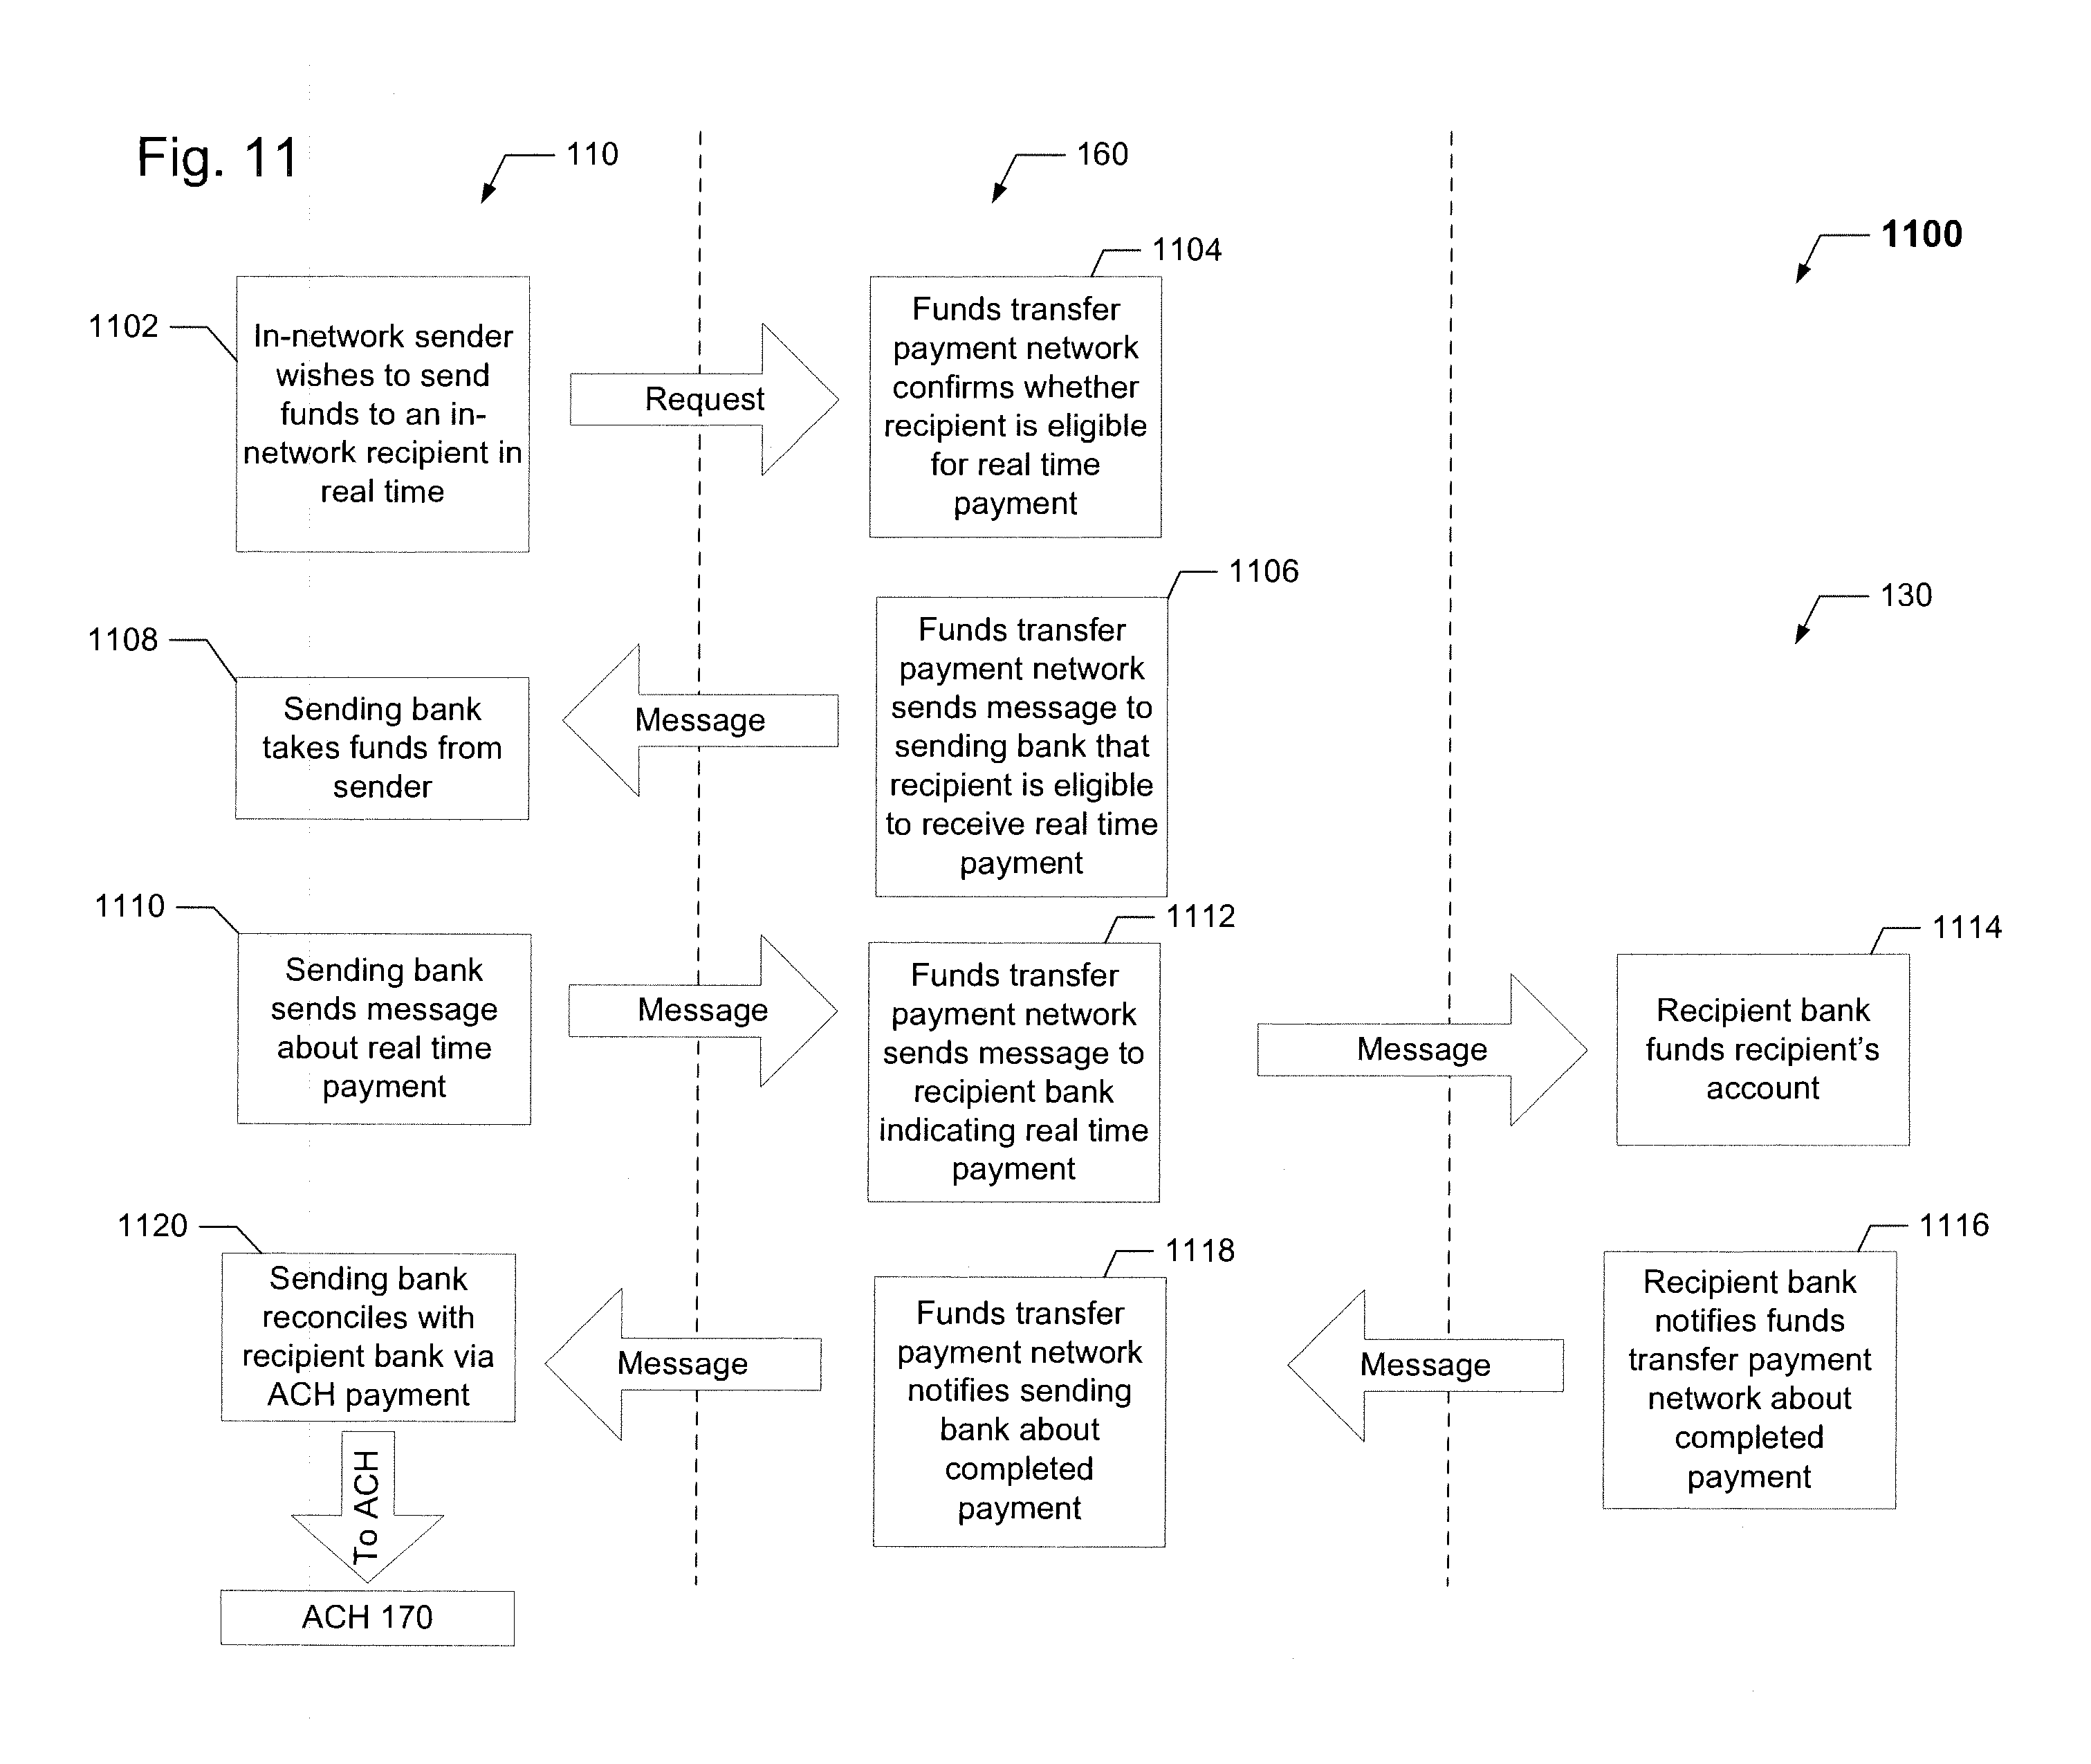 Fig. 11
110
160
1100
1102
In-network sender
wishes to send
funds to an in-
network recipient in
real time
Request
1104
Funds transfer
payment network
confirms whether
recipient is eligible
for real time
payment
1106
Funds transfer
payment network
sends message to
sending bank that
recipient is eligible
to receive real time
payment
130
Message
1108
Sending bank
takes funds from
sender
1110
Sending bank
sends message
about real time
payment
Message
1112
Funds transfer
payment network
sends message to
recipient bank
indicating real time
payment
Message
1114
Recipient bank
funds recipient's
account
1116
Recipient bank
notifies funds
transfer payment
network about
completed
payment
Message
1118
Funds transfer
payment network
notifies sending
bank about
completed
payment
Message
1120
Sending bank
reconciles with
recipient bank via
ACH payment
To ACH
ACH 170